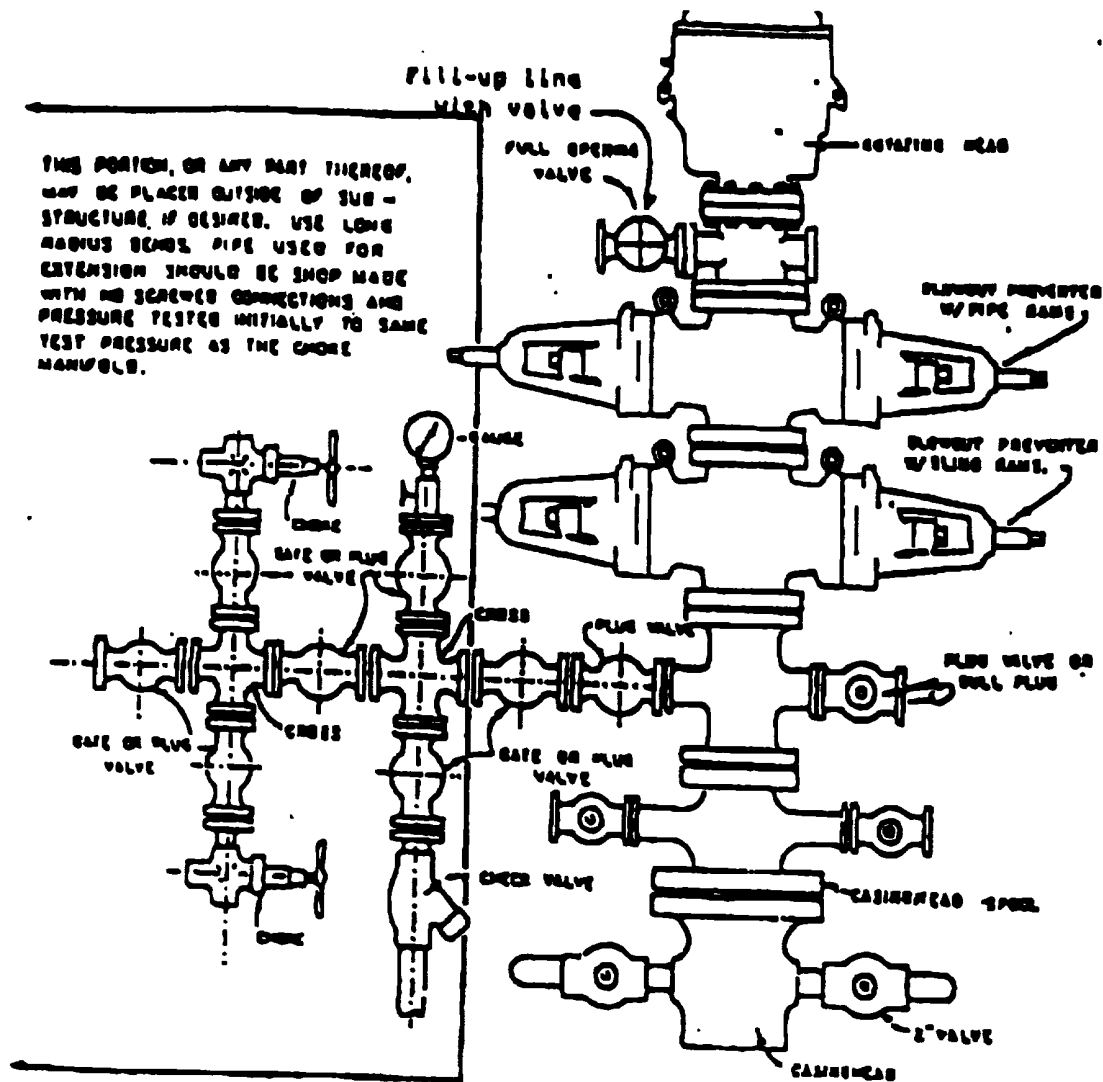 Fill-up line
with valve
FULL OPENING
VALVE
ROTATING HEAD
THIS PORTION, OR ANY PART THEREOF,
MAY BE PLACED OUTSIDE OF SUB-
STRUCTURE, IF DESIRED. USE LONG
RADIUS BENDS. PIPE USED FOR
EXTENSION SHOULD BE SHOP MADE
WITH NO SCREWED CONNECTIONS AND
PRESSURE TESTED INITIALLY TO SAME
TEST PRESSURE AS THE CHOKE
MANIFOLD.
BLOWOUT PREVENTER
W/PIPE RAMS.
GAUGE
BLOWOUT PREVENTER
W/BLIND RAMS.
CHOKE
GATE OR PLUG
VALVE
CROSS
PLUG VALVE
PLUG VALVE OR
BULL PLUG
CROSS
GATE OR PLUG
VALVE
GATE OR PLUG
VALVE
CHECK VALVE
CASINGHEAD SPOOL
CHOKE
2" VALVE
CASINGHEAD